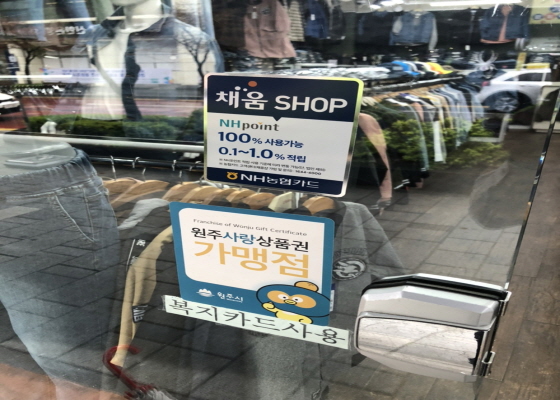 채움 SHOP
NHpoint
100% 사용가능
0.1~1.0% 적립
NH농협카드
Franchise of Wonju Gift Certificate
원주사랑상품권
가맹점
원주시
복지카드사용